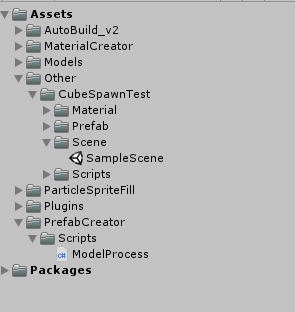 Assets
AutoBuild_v2
MaterialCreator
Models
Other
CubeSpawnTest
Material
Prefab
Scene
SampleScene
Scripts
ParticleSpriteFill
Plugins
PrefabCreator
Scripts
ModelProcess
Packages